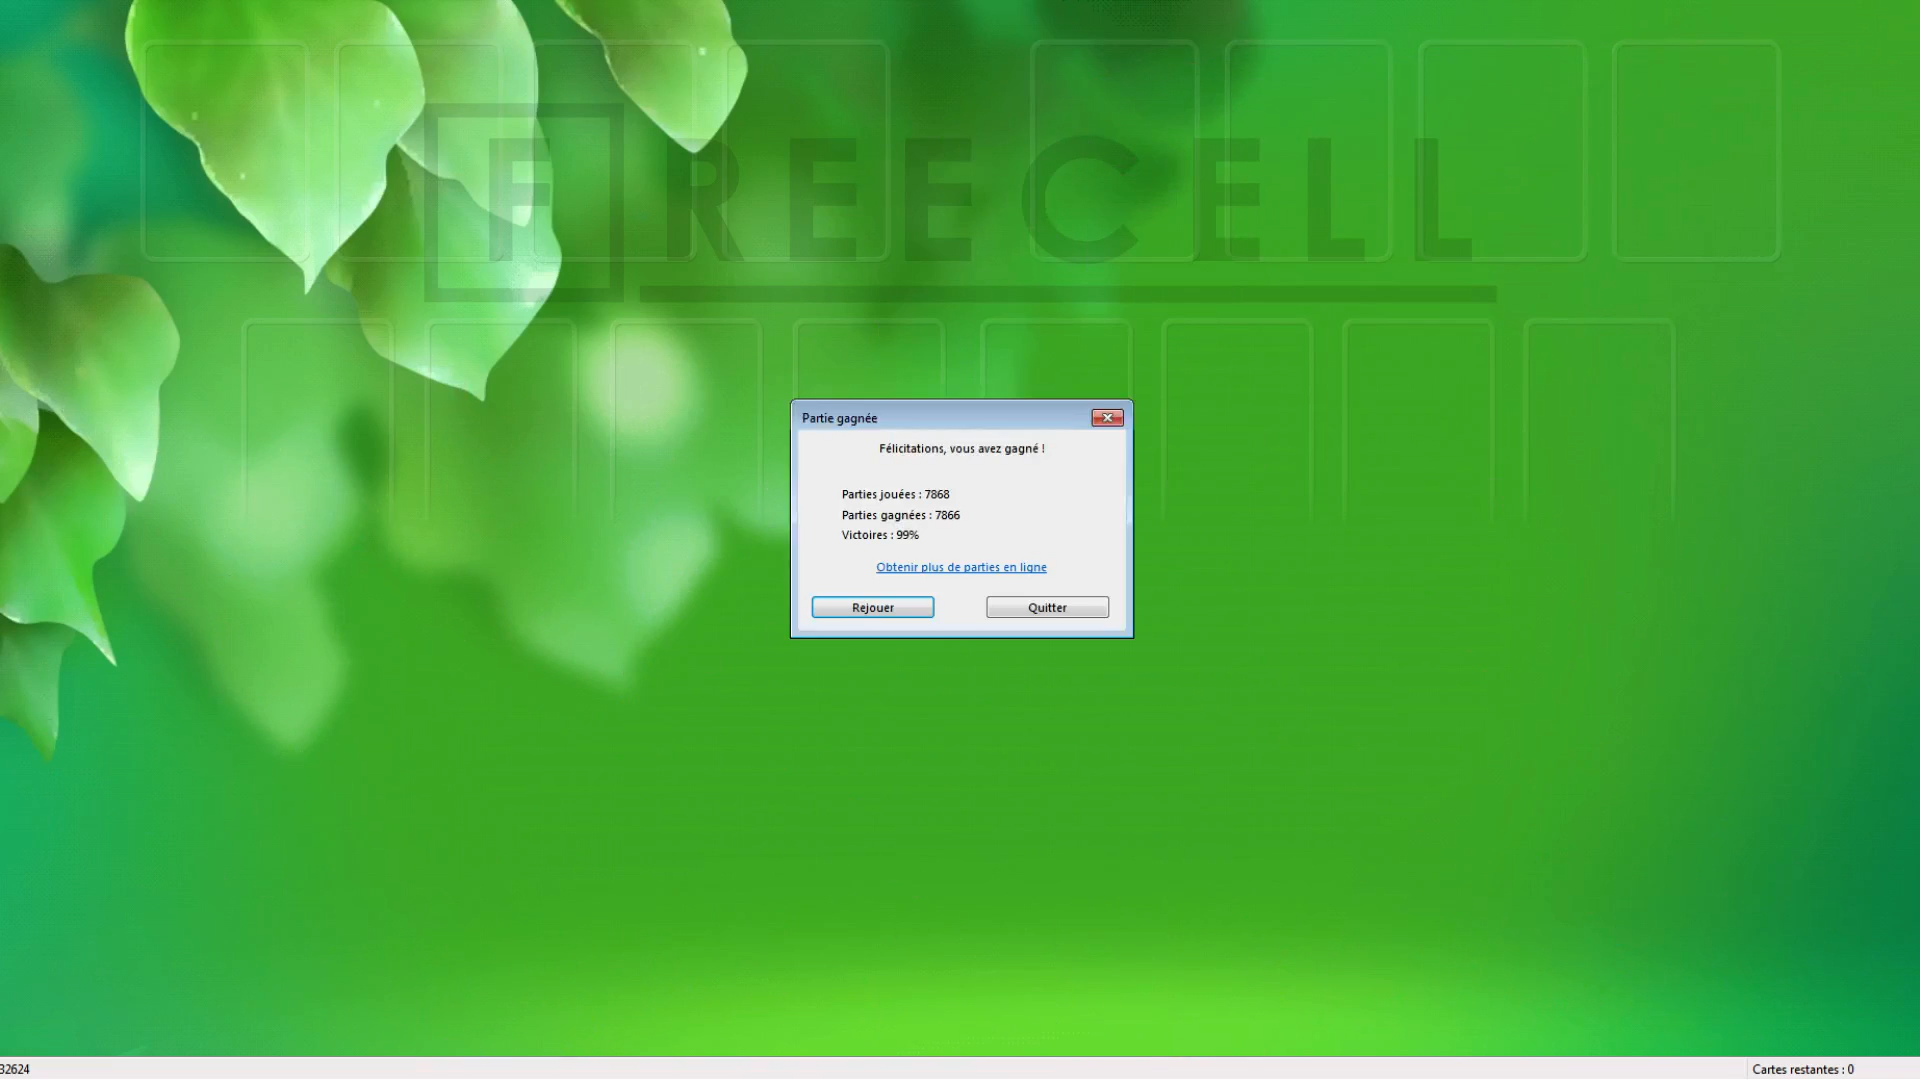 FREECELL
Partie gagnée
Félicitations, vous avez gagné !
Parties jouées : 7868
Parties gagnées : 7866
Victoires : 99%
Obtenir plus de parties en ligne
Rejouer
Quitter
32624
Cartes restantes : 0